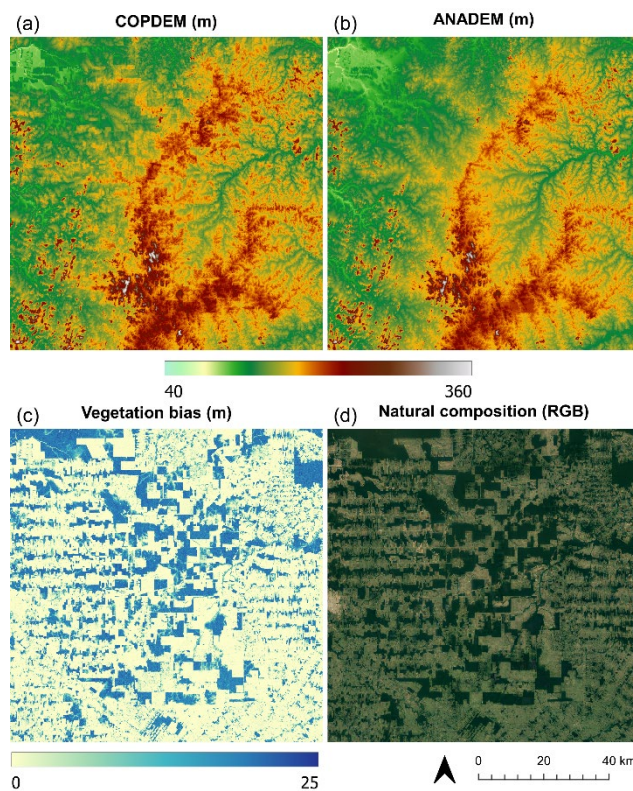 (a) COPDEM (m)
(b) ANADEM (m)
40 360
(c) Vegetation bias (m)
(d) Natural composition (RGB)
0 25
0 20 40 km